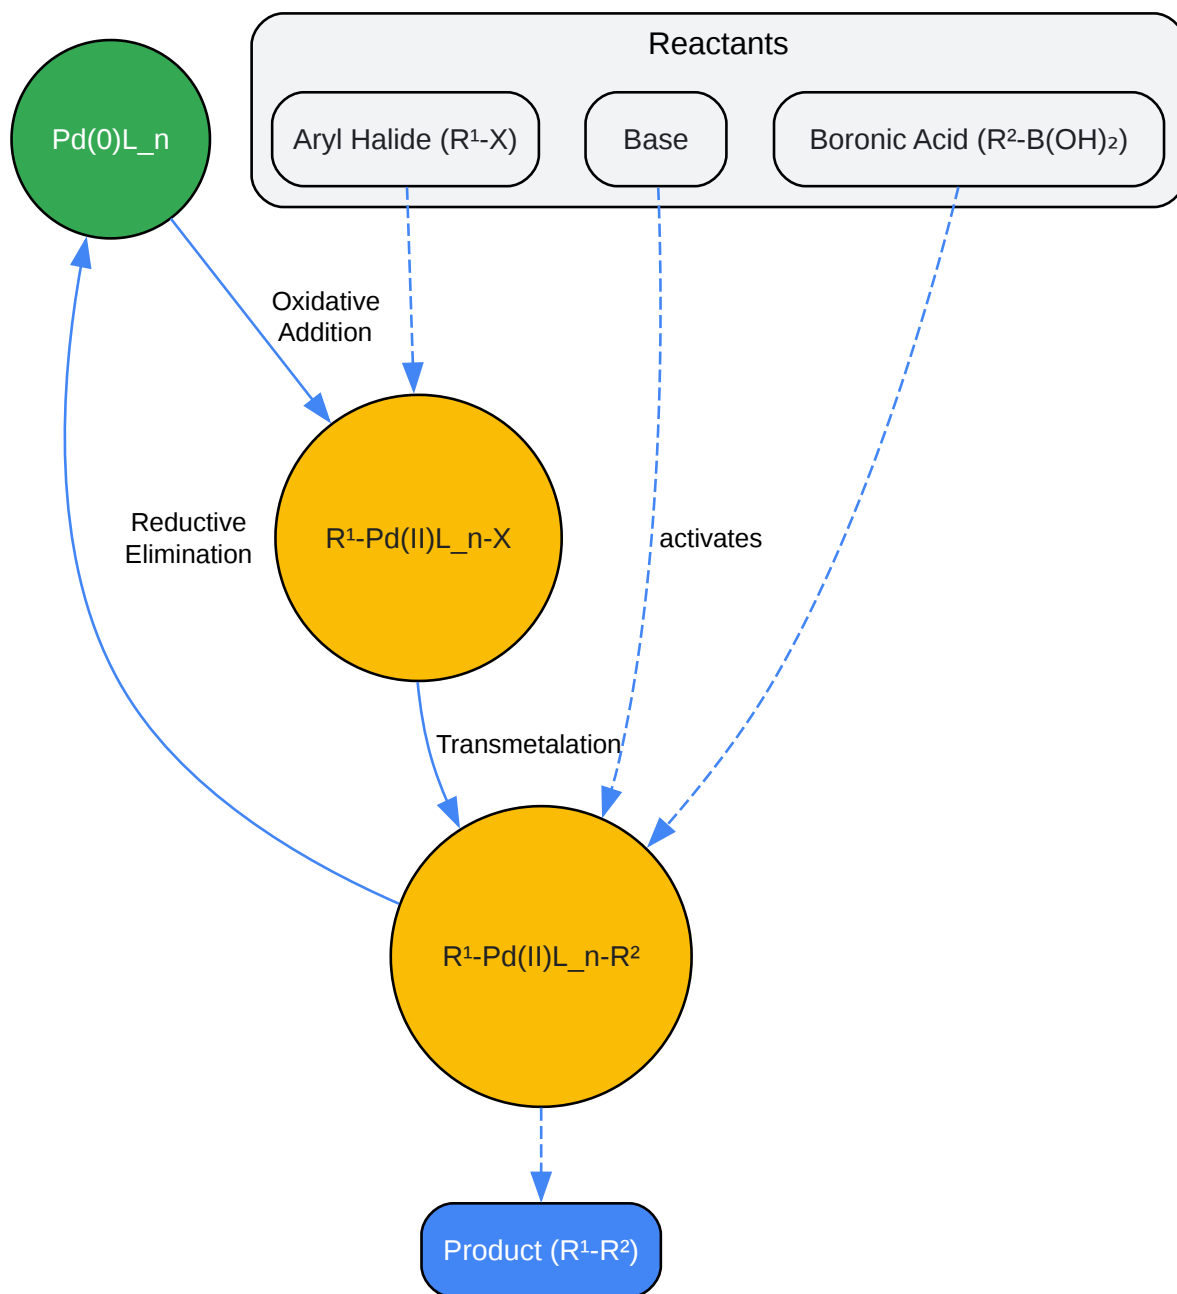 Reactants
Pd(0)L_n
Aryl Halide (R¹-X)
Base
Boronic Acid (R²-B(OH)₂)
Oxidative
Addition
Reductive
Elimination
R¹-Pd(II)L_n-X
activates
Transmetalation
R¹-Pd(II)L_n-R²
Product (R¹-R²)